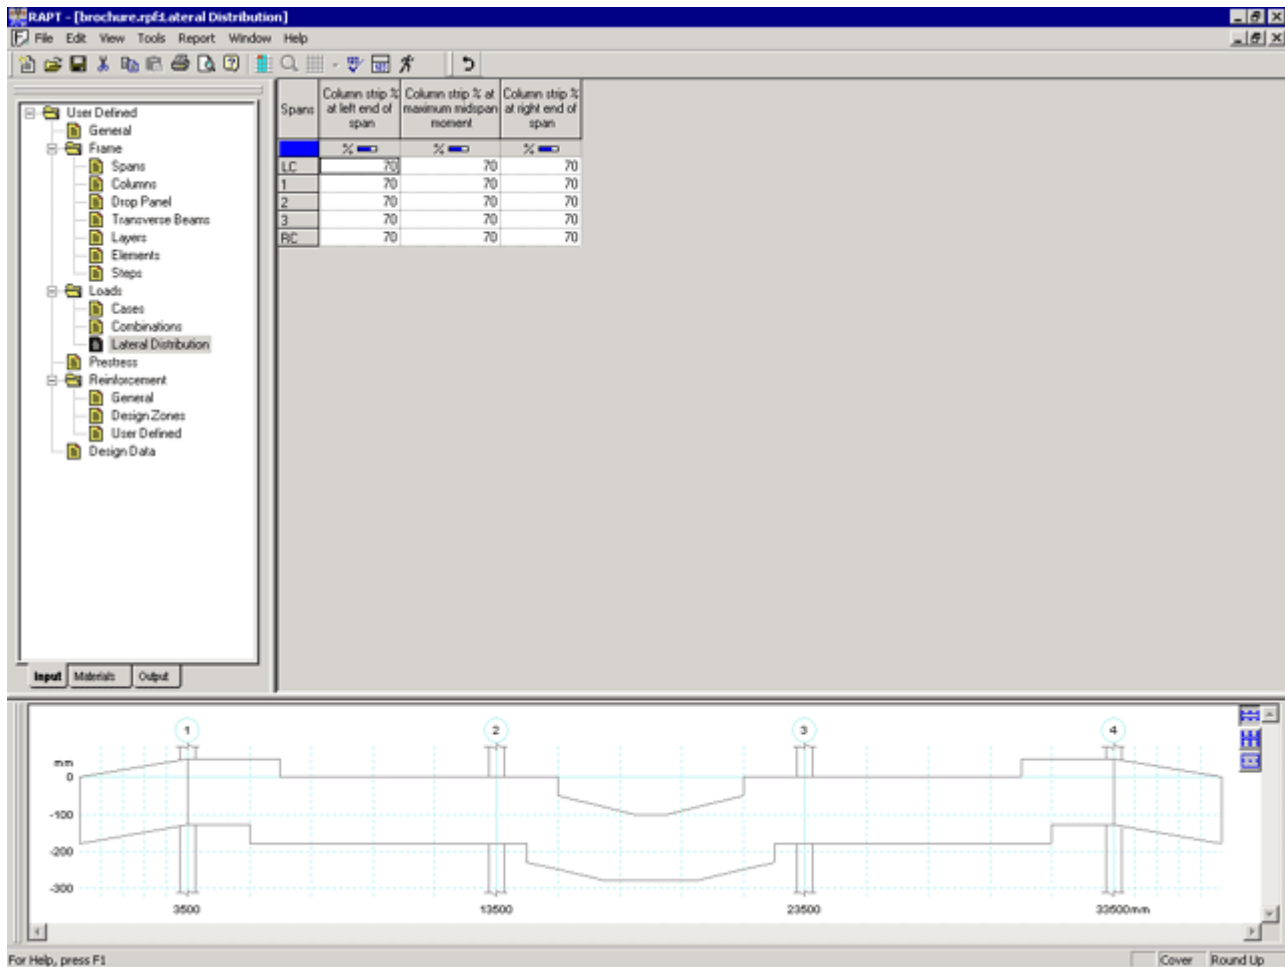 RAPT - [brochure.rpf:Lateral Distribution]
File Edit View Tools Report Window Help
User Defined
General
Frame
Spans
Columns
Drop Panel
Transverse Beams
Layers
Elements
Steps
Loads
Cases
Combinations
Lateral Distribution
Prestress
Reinforcement
General
Design Zones
User Defined
Design Data
Input Materials Output
Spans Column strip % at left end of span Column strip % at maximum midspan moment Column strip % at right end of span
% % %
LC 70 70 70
1 70 70 70
2 70 70 70
3 70 70 70
RC 70 70 70
1 2 3 4
mm
0
-100
-200
-300
3500 13500 23500 33500mm
For Help, press F1 Cover Round Up